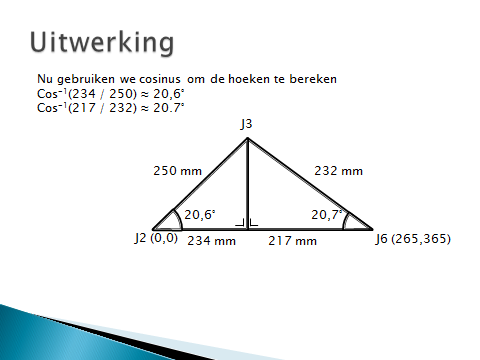 Uitwerking
Nu gebruiken we cosinus om de hoeken te bereken
Cos⁻¹(234 / 250) ≈ 20,6°
Cos⁻¹(217 / 232) ≈ 20.7°
J3
250 mm
232 mm
20,6°
20,7°
J2 (0,0)
234 mm
217 mm
J6 (265,365)